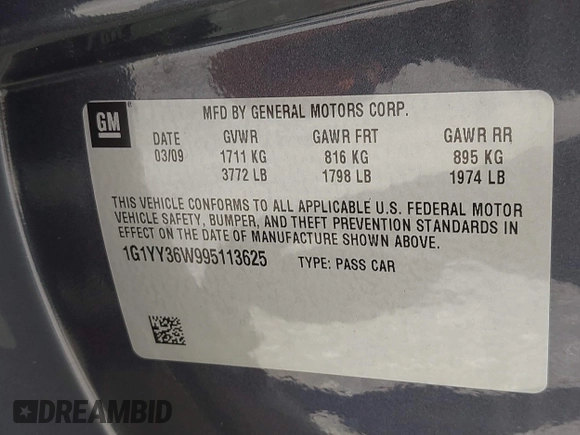 GM
MFD BY GENERAL MOTORS CORP.
DATE GVWR GAWR FRT GAWR RR
03/09 1711 KG 816 KG 895 KG
3772 LB 1798 LB 1974 LB
THIS VEHICLE CONFORMS TO ALL APPLICABLE U.S. FEDERAL MOTOR
VEHICLE SAFETY, BUMPER, AND THEFT PREVENTION STANDARDS IN
EFFECT ON THE DATE OF MANUFACTURE SHOWN ABOVE.
1G1YY36W995113625 TYPE: PASS CAR
DREAMBID